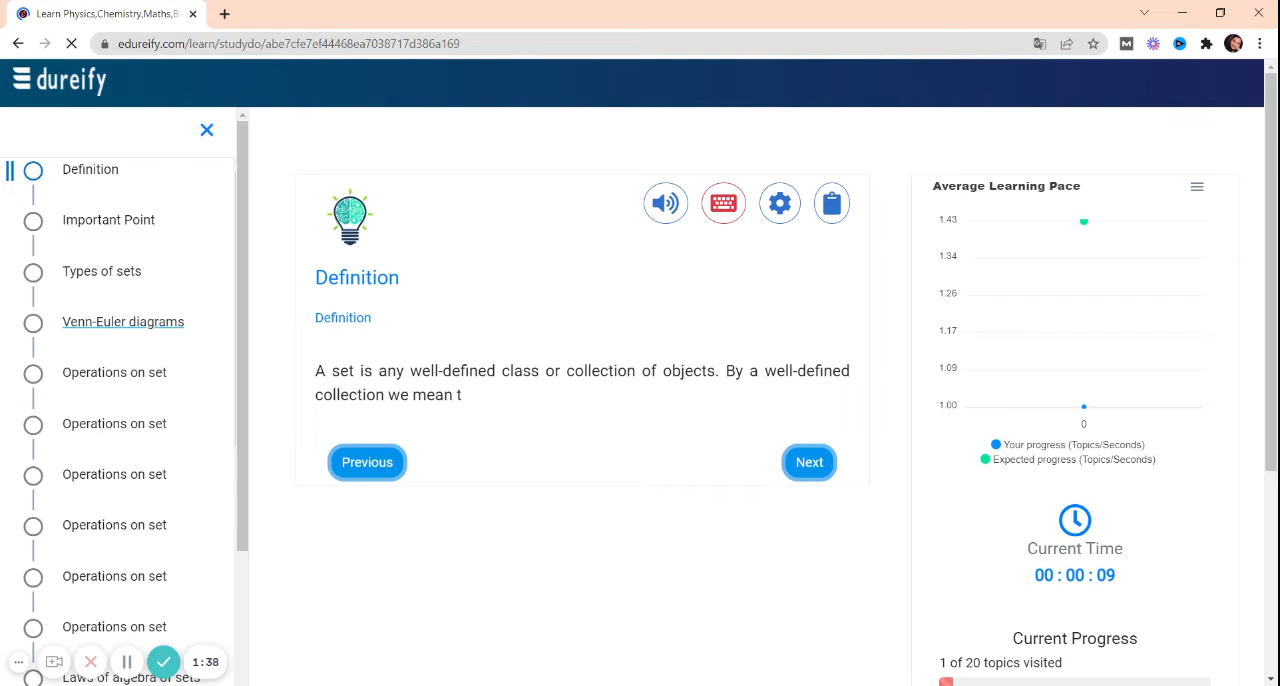 Learn Physics,Chemistry,Maths,B
edureify.com/learn/studydo/abe7cfe7ef44468ea7038717d386a169
dureify
Definition
Important Point
Types of sets
Venn-Euler diagrams
Operations on set
Operations on set
Operations on set
Operations on set
Operations on set
Operations on set
Laws of algebra of sets
1:38
Definition
Definition
A set is any well-defined class or collection of objects. By a well-defined
collection we mean t
Previous
Next
Average Learning Pace
1.43
1.34
1.26
1.17
1.09
1.00
0
Your progress (Topics/Seconds)
Expected progress (Topics/Seconds)
Current Time
00 : 00 : 09
Current Progress
1 of 20 topics visited